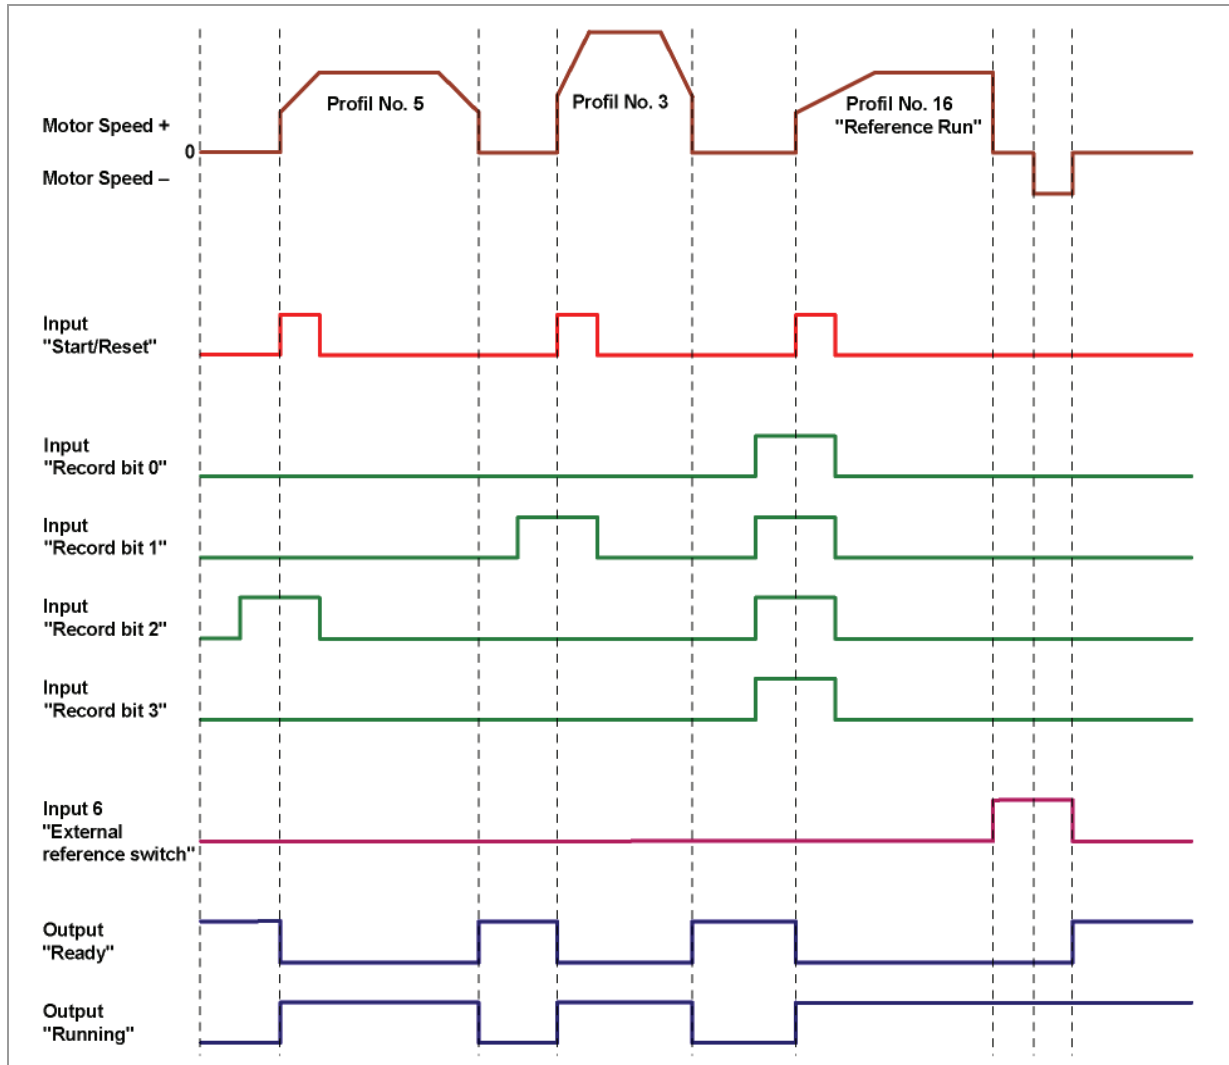 Profil No. 5
Profil No. 3
Profil No. 16
"Reference Run"
Motor Speed +
0
Motor Speed –
Input
"Start/Reset"
Input
"Record bit 0"
Input
"Record bit 1"
Input
"Record bit 2"
Input
"Record bit 3"
Input 6
"External
reference switch"
Output
"Ready"
Output
"Running"